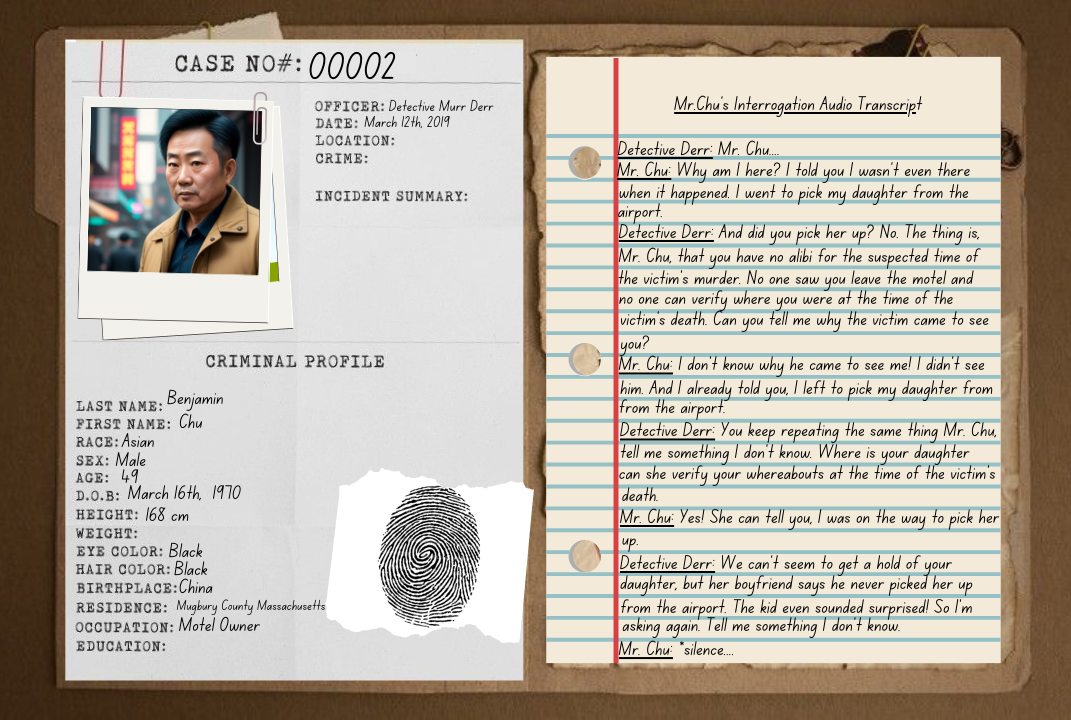 CASE NO#: 00002
OFFICER: Detective Murr Derr
DATE: March 12th, 2019
LOCATION:
CRIME:
INCIDENT SUMMARY:
CRIMINAL PROFILE
LAST NAME: Benjamin
FIRST NAME: Chu
RACE: Asian
SEX: Male
AGE: 49
D.O.B: March 16th, 1970
HEIGHT: 168 cm
WEIGHT:
EYE COLOR: Black
HAIR COLOR: Black
BIRTHPLACE: China
RESIDENCE: Mugbury County Massachusetts
OCCUPATION: Motel Owner
EDUCATION:
Mr.Chu's Interrogation Audio Transcript
Detective Derr: Mr. Chu....
Mr. Chu: Why am I here? I told you I wasn't even there
when it happened. I went to pick my daughter from the
airport.
Detective Derr: And did you pick her up? No. The thing is,
Mr. Chu, that you have no alibi for the suspected time of
the victim's murder. No one saw you leave the motel and
no one can verify where you were at the time of the
victim's death. Can you tell me why the victim came to see
you?
Mr. Chu: I don't know why he came to see me! I didn't see
him. And I already told you, I left to pick my daughter from
from the airport.
Detective Derr: You keep repeating the same thing Mr. Chu,
tell me something I don't know. Where is your daughter
can she verify your whereabouts at the time of the victim's
death.
Mr. Chu: Yes! She can tell you, I was on the way to pick her
up.
Detective Derr: We can't seem to get a hold of your
daughter, but her boyfriend says he never picked her up
from the airport. The kid even sounded surprised! So I'm
asking again. Tell me something I don't know.
Mr. Chu: *silence....